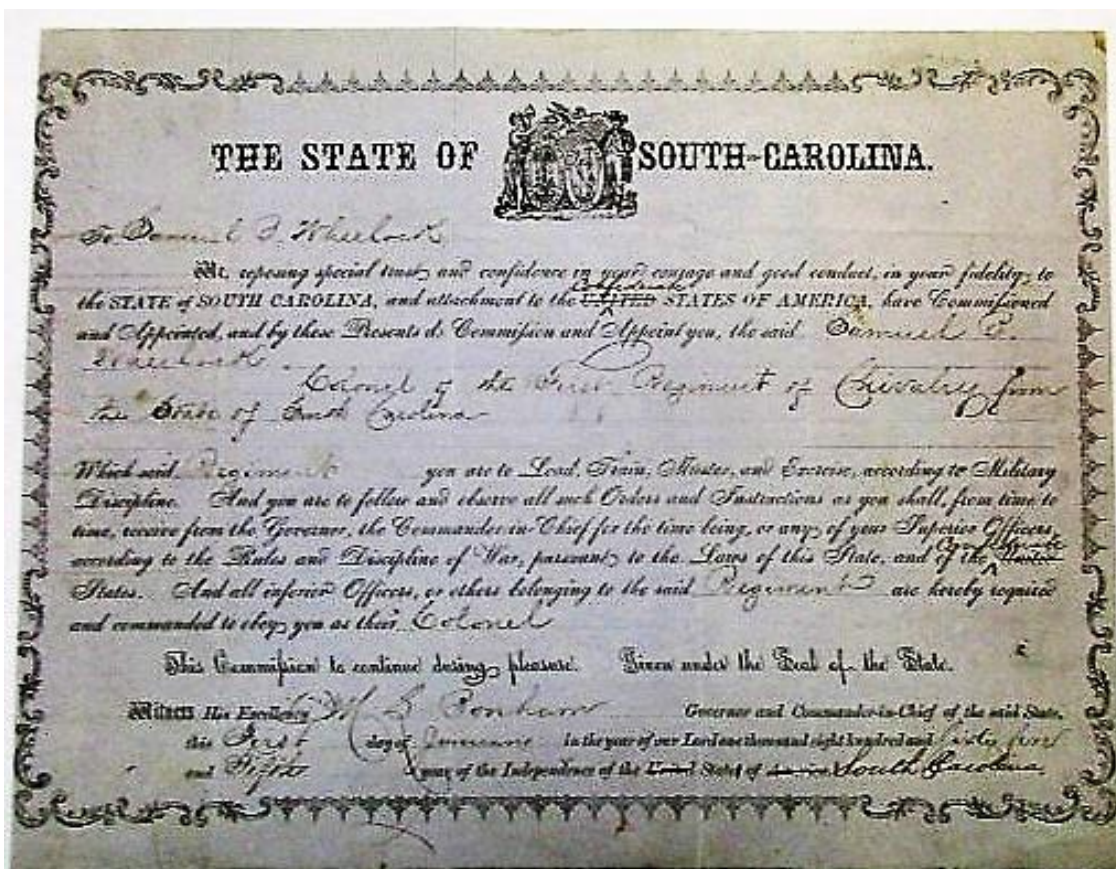 THE STATE OF SOUTH-CAROLINA.
To Samuel P. Wheelock
We, reposing special trust and confidence in your courage and good conduct, in your fidelity to
Confederate
the STATE of SOUTH CAROLINA, and attachment to the UNITED STATES OF AMERICA, have Commissioned
and Appointed, and by these Presents do Commission and Appoint you, the said Samuel P.
Wheelock
Colonel of the First Regiment of Chevalry from
the State of South Carolina
Which said Regiment you are to Lead, Train, Muster, and Exercise, according to Military
Discipline. And you are to follow and observe all such Orders and Instructions as you shall, from time to
time, receive from the Governor, the Commander-in-Chief for the time being, or any of your Superior Officers,
according to the Rules and Discipline of War, pursuant to the Laws of this State, and of the United
States. And all inferior Officers, or others belonging to the said Regiment are hereby required
and commanded to obey you as their Colonel
This Commission to continue during pleasure. Given under the Seal of the State.
Witness His Excellency M L Bonham Governor and Commander-in-Chief of the said State,
this First day of in the year of our Lord one thousand eight hundred and Sixty
and Fifth year of the Independence of the United States of America South Carolina.